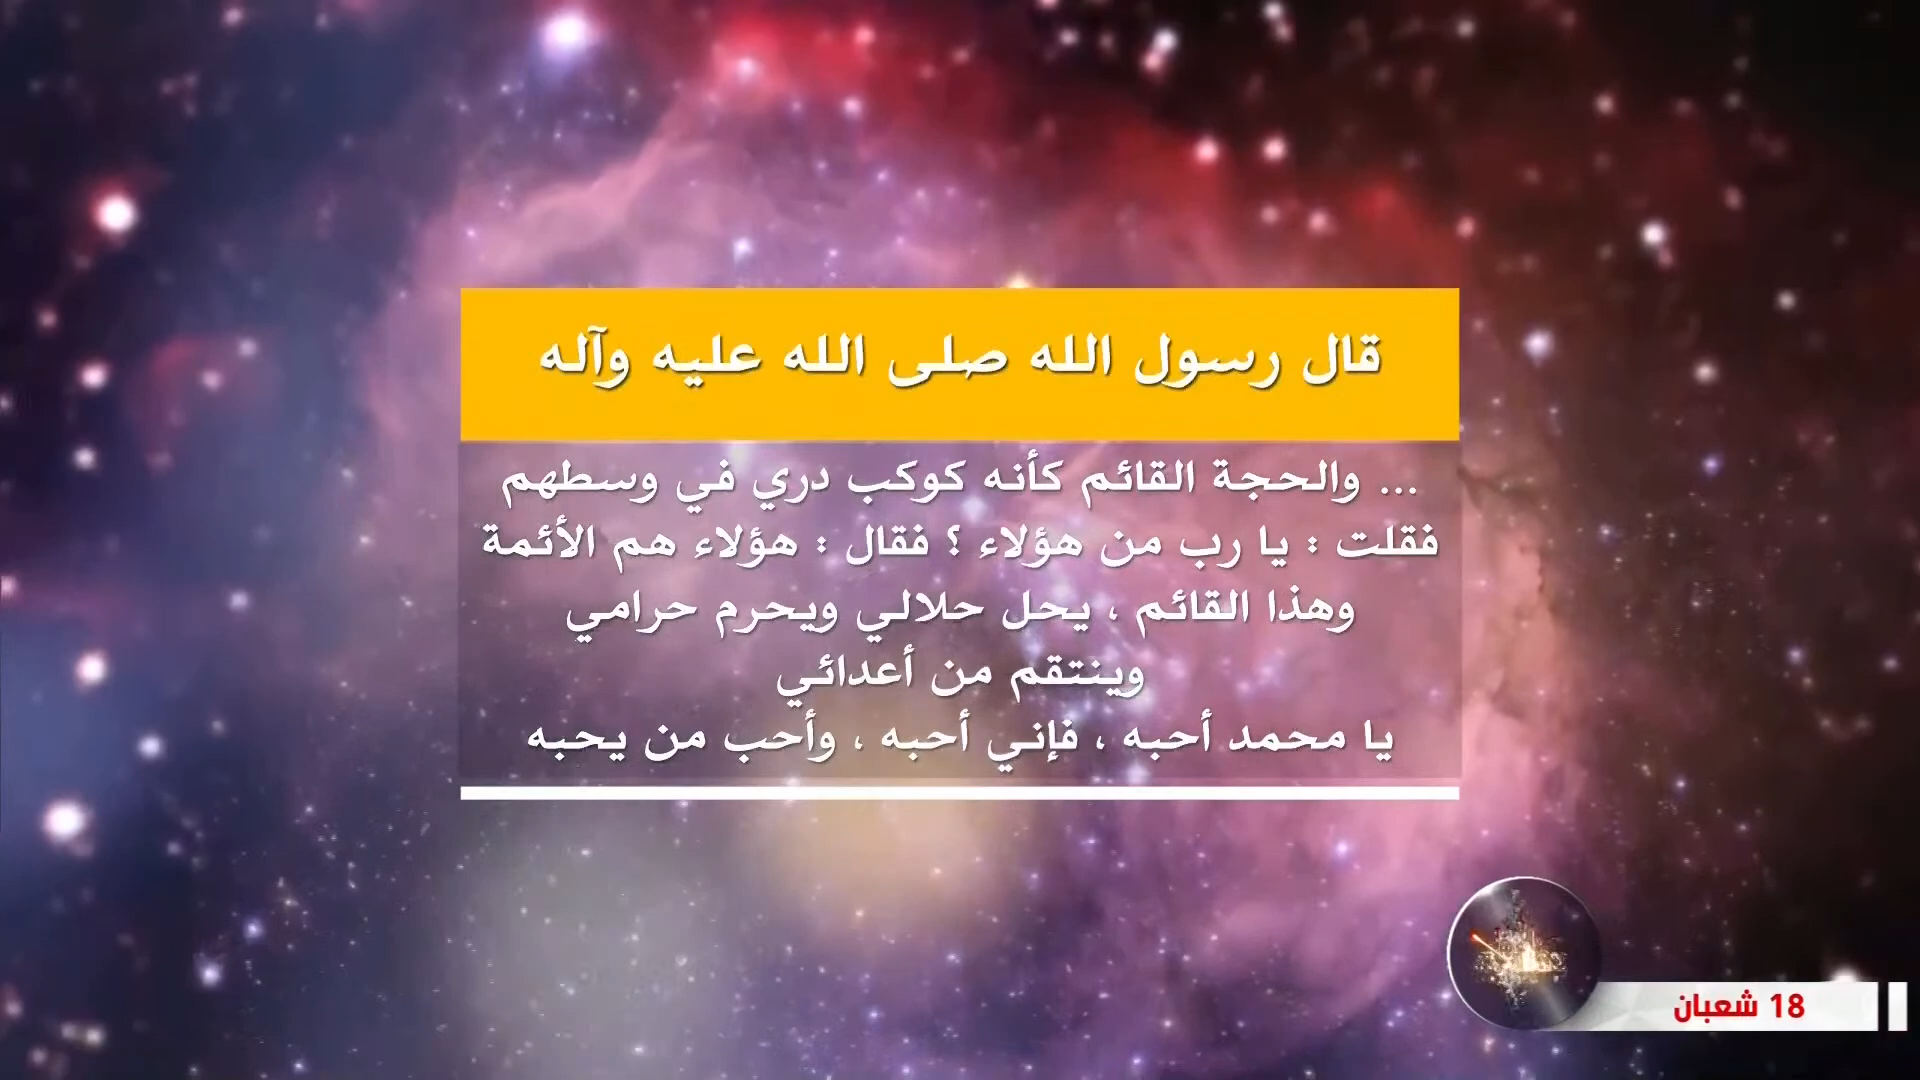 قال رسول الله صلى الله عليه وآله
... والحجة القائم كأنه كوكب دري في وسطهم
فقلت : يا رب من هؤلاء ؟ فقال : هؤلاء هم الأئمة
وهذا القائم ، يحل حلالي ويحرم حرامي
وينتقم من أعدائي
يا محمد أحبه ، فإني أحبه ، وأحب من يحبه
18 شعبان